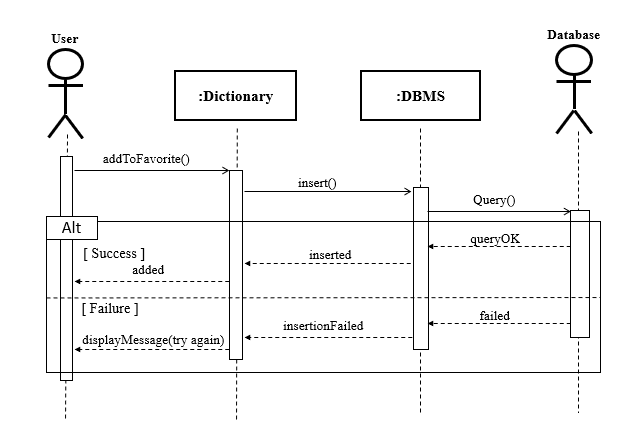 User
Database
:Dictionary
:DBMS
addToFavorite()
insert()
Query()
Alt
queryOK
[ Success ]
inserted
added
[ Failure ]
failed
insertionFailed
displayMessage(try again)